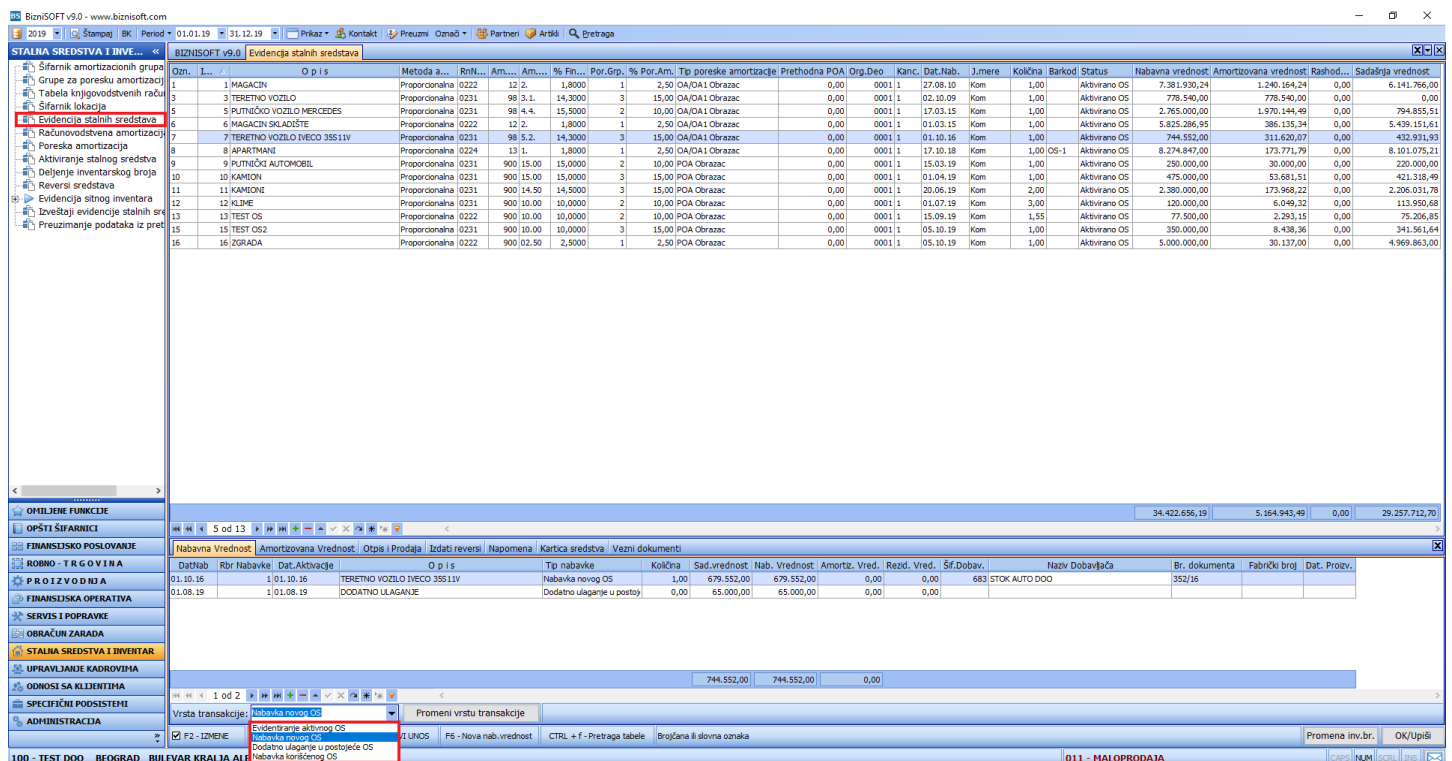 BizniSOFT v9.0 - www.biznisoft.com
2019 Štampaj BK Period 01.01.19 31.12.19 Prikaz Kontakt Preuzmi Označi Partneri Artikli Pretraga
STALNA SREDSTVA I INVE... «
BIZNISOFT v9.0 Evidencija stalnih sredstava
Šifarnik amortizacionih grupa
Grupe za poresku amortizacij
Tabela knjigovodstvenih raču
Šifarnik lokacija
Evidencija stalnih sredstava
Računovodstvena amortizacij
Poreska amortizacija
Aktiviranje stalnog sredstva
Deljenje inventarskog broja
Reversi sredstava
Evidencija sitnog inventara
Izveštaji evidencije stalnih sre
Preuzimanje podataka iz pret
Ozn. I... O p i s Metoda a... RnN... Am.... Am.... % Fin... Por.Grp. % Por.Am. Tip poreske amortizacije Prethodna POA Org.Deo Kanc. Dat.Nab. J.mere Količina Barkod Status Nabavna vrednost Amortizovana vrednost Rashod... Sadašnja vrednost
1 1 MAGACIN Proporcionalna 0222 12 2. 1,8000 1 2,50 OA/OA1 Obrazac 0,00 0001 1 27.08.10 Kom 1,00 Aktivirano OS 7.381.930,24 1.240.164,24 0,00 6.141.766,00
3 3 TERETNO VOZILO Proporcionalna 0231 98 3.1. 14,3000 3 15,00 OA/OA1 Obrazac 0,00 0001 1 02.10.09 Kom 1,00 Aktivirano OS 778.540,00 778.540,00 0,00 0,00
5 5 PUTNIČKO VOZILO MERCEDES Proporcionalna 0231 98 4.4. 15,5000 2 10,00 OA/OA1 Obrazac 0,00 0001 1 17.03.15 Kom 1,00 Aktivirano OS 2.765.000,00 1.970.144,49 0,00 794.855,51
6 6 MAGACIN SKLADIŠTE Proporcionalna 0222 12 2. 1,8000 1 2,50 OA/OA1 Obrazac 0,00 0001 1 01.03.15 Kom 1,00 Aktivirano OS 5.825.286,95 386.135,34 0,00 5.439.151,61
7 7 TERETNO VOZILO IVECO 35S11V Proporcionalna 0231 98 5.2. 14,3000 3 15,00 OA/OA1 Obrazac 0,00 0001 1 01.10.16 Kom 1,00 Aktivirano OS 744.552,00 311.620,07 0,00 432.931,93
8 8 APARTMANI Proporcionalna 0224 13 1. 1,8000 1 2,50 OA/OA1 Obrazac 0,00 0001 1 17.10.18 Kom 1,00 OS-1 Aktivirano OS 8.274.847,00 173.771,79 0,00 8.101.075,21
9 9 PUTNIČKI AUTOMOBIL Proporcionalna 0231 900 15.00 15,0000 2 10,00 POA Obrazac 0,00 0001 1 15.03.19 Kom 1,00 Aktivirano OS 250.000,00 30.000,00 0,00 220.000,00
10 10 KAMION Proporcionalna 0231 900 15.00 15,0000 3 15,00 POA Obrazac 0,00 0001 1 01.04.19 Kom 1,00 Aktivirano OS 475.000,00 53.681,51 0,00 421.318,49
11 11 KAMIONI Proporcionalna 0231 900 14.50 14,5000 3 15,00 POA Obrazac 0,00 0001 1 20.06.19 Kom 2,00 Aktivirano OS 2.380.000,00 173.968,22 0,00 2.206.031,78
12 12 KLIME Proporcionalna 0231 900 10.00 10,0000 2 10,00 POA Obrazac 0,00 0001 1 01.07.19 Kom 3,00 Aktivirano OS 120.000,00 6.049,32 0,00 113.950,68
13 13 TEST OS Proporcionalna 0222 900 10.00 10,0000 2 10,00 POA Obrazac 0,00 0001 1 15.09.19 Kom 1,55 Aktivirano OS 77.500,00 2.293,15 0,00 75.206,85
15 15 TEST OS2 Proporcionalna 0231 900 10.00 10,0000 3 15,00 POA Obrazac 0,00 0001 1 05.10.19 Kom 1,00 Aktivirano OS 350.000,00 8.438,36 0,00 341.561,64
16 16 ZGRADA Proporcionalna 0222 900 02.50 2,5000 1 2,50 POA Obrazac 0,00 0001 1 05.10.19 Kom 1,00 Aktivirano OS 5.000.000,00 30.137,00 0,00 4.969.863,00
34.422.656,19 5.164.943,49 0,00 29.257.712,70
5 od 13
OMILJENE FUNKCIJE
OPŠTI ŠIFARNICI
FINANSIJSKO POSLOVANJE
ROBNO - T R G O V I N A
P R O I Z V O D NJ A
FINANSIJSKA OPERATIVA
SERVIS I POPRAVKE
OBRAČUN ZARADA
STALNA SREDSTVA I INVENTAR
UPRAVLJANJE KADROVIMA
ODNOSI SA KLIJENTIMA
SPECIFIČNI PODSISTEMI
ADMINISTRACIJA
Nabavna Vrednost Amortizovana Vrednost Otpis i Prodaja Izdati reversi Napomena Kartica sredstva Vezni dokumenti
DatNab Rbr Nabavke Dat.Aktivacije O p i s Tip nabavke Količina Sad.vrednost Nab. Vrednost Amortiz. Vred. Rezid. Vred. Šif.Dobav. Naziv Dobavljača Br. dokumenta Fabrički broj Dat. Proizv.
01.10.16 1 01.10.16 TERETNO VOZILO IVECO 35S11V Nabavka novog OS 1,00 679.552,00 679.552,00 0,00 0,00 683 STOK AUTO DOO 352/16
01.08.19 1 01.08.19 DODATNO ULAGANJE Dodatno ulaganje u postoj 0,00 65.000,00 65.000,00 0,00 0,00
744.552,00 744.552,00 0,00
1 od 2
Vrsta transakcije: Nabavka novog OS Promeni vrstu transakcije
Evidentiranje aktivnog OS
Nabavka novog OS
Dodatno ulaganje u postojeće OS
Nabavka korišćenog OS
F2 - IZMENE VI UNOS F6 - Nova nab.vrednost CTRL + f - Pretraga tabele Brojčana ili slovna oznaka Promena inv.br. OK/Upiši
100 - TEST DOO BEOGRAD BULEVAR KRALJA ALE 011 - MALOPRODAJA CAPS NUM SCRL INS